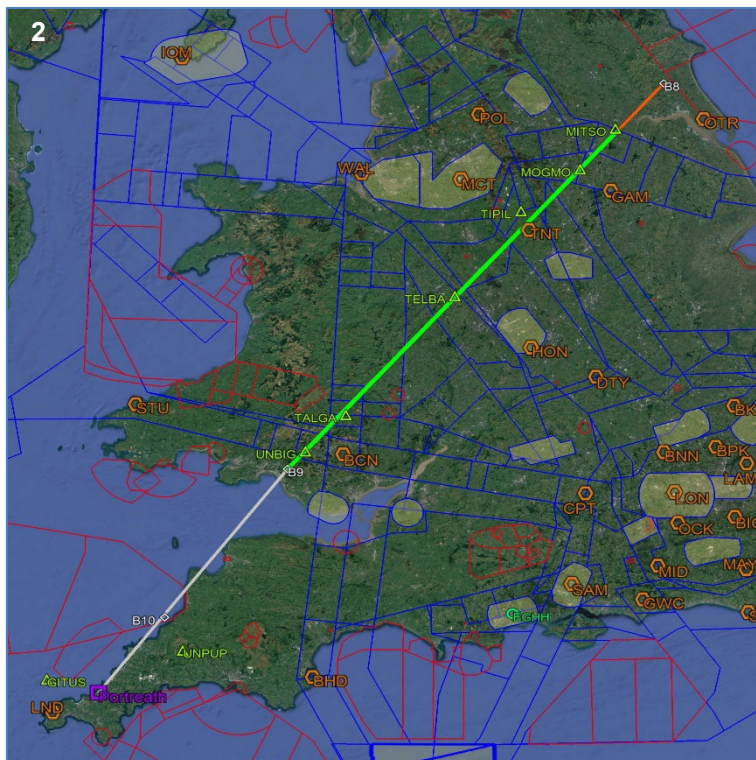 2
IOM
B8
POL
OTR
MITSO
MOGMO
WAL
MCT
GAM
TIPIL
TNT
TELBA
HON
DTY
STU
TALGA
BK
UNBIG
BCN
BNN
BPK
B9
LAM
CPT
LON
BIG
OCK
MID
MAY
SAM
GWC
EGHH
S
B10
UNPUP
GITUS
Portreath
BHD
LND